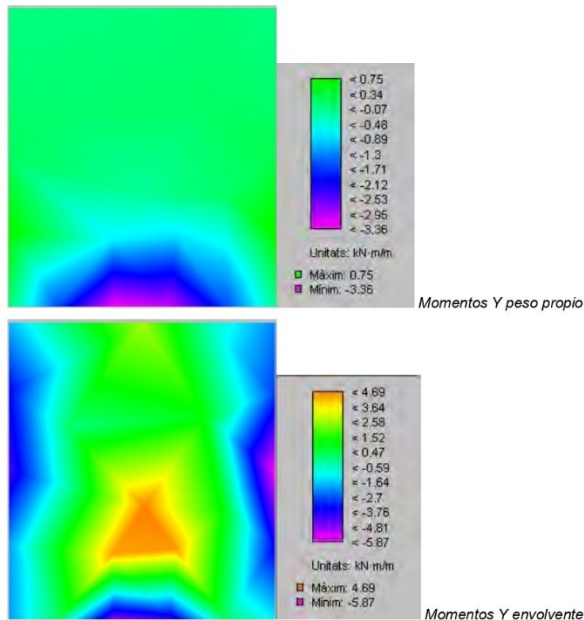 < 0.75
< 0.34
< -0.07
< -0.48
< -0.89
< -1.3
< -1.71
< -2.12
< -2.53
< -2.95
< -3.36
Unitats: kN·m/m
Màxim: 0.75
Mínim: -3.36
Momentos Y peso propio
< 4.69
< 3.64
< 2.58
< 1.52
< 0.47
< -0.59
< -1.64
< -2.7
< -3.76
< -4.81
< -5.87
Unitats: kN·m/m
Màxim: 4.69
Mínim: -5.87
Momentos Y envolvente